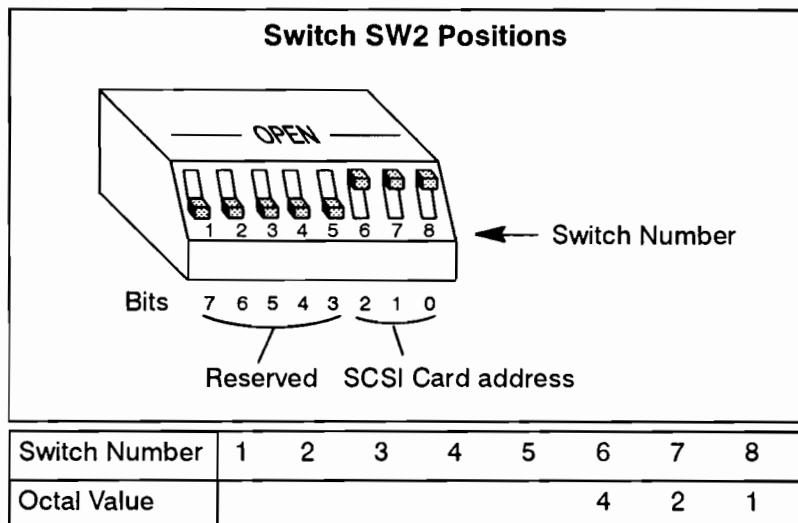 Switch SW2 Positions
OPEN
1 2 3 4 5 6 7 8
Switch Number
Bits 7 6 5 4 3 2 1 0
Reserved SCSI Card address
Switch Number 1 2 3 4 5 6 7 8
Octal Value 4 2 1